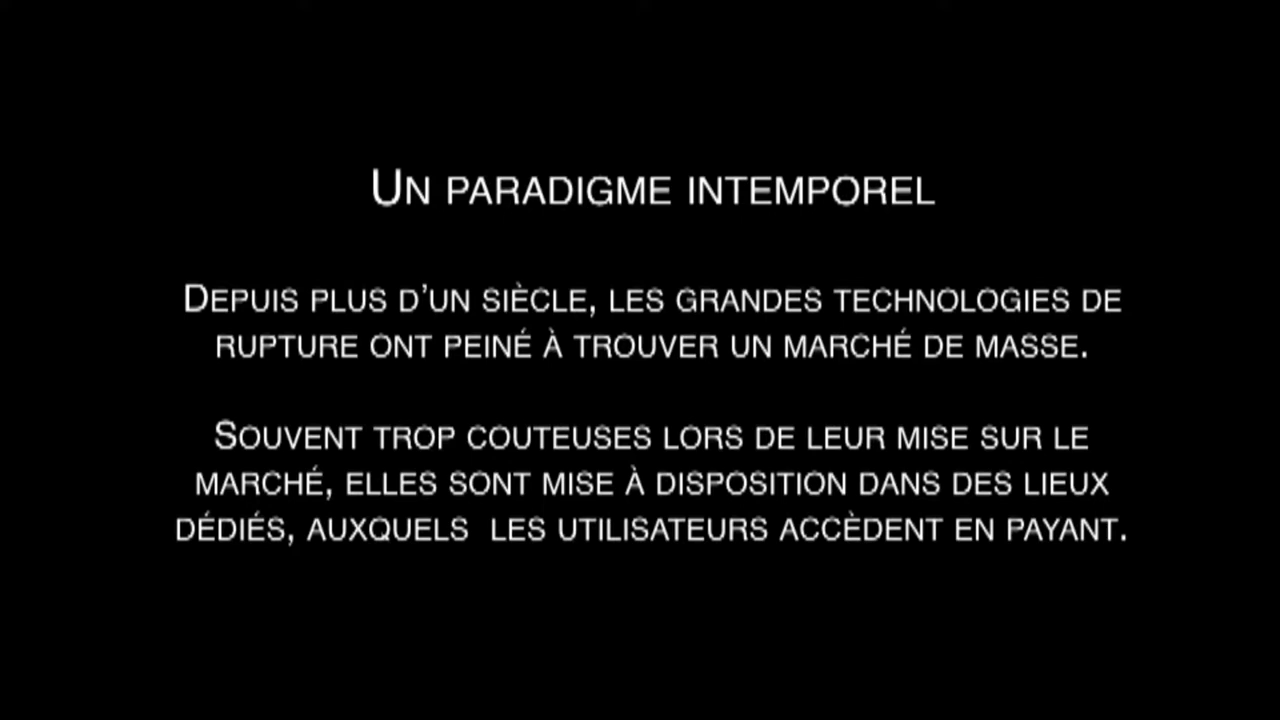 Un paradigme intemporel
Depuis plus d'un siècle, les grandes technologies de
rupture ont peiné à trouver un marché de masse.
Souvent trop couteuses lors de leur mise sur le
marché, elles sont mise à disposition dans des lieux
dédiés, auxquels  les utilisateurs accèdent en payant.